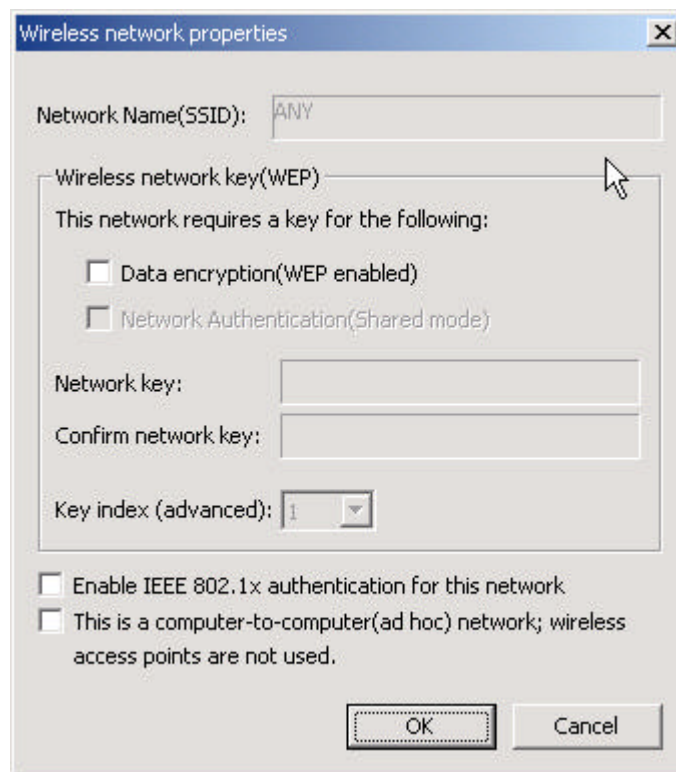 Wireless network properties
Network Name(SSID): ANY
Wireless network key(WEP)
This network requires a key for the following:
Data encryption(WEP enabled)
Network Authentication(Shared mode)
Network key:
Confirm network key:
Key index (advanced): 1
Enable IEEE 802.1x authentication for this network
This is a computer-to-computer(ad hoc) network; wireless
access points are not used.
OK Cancel